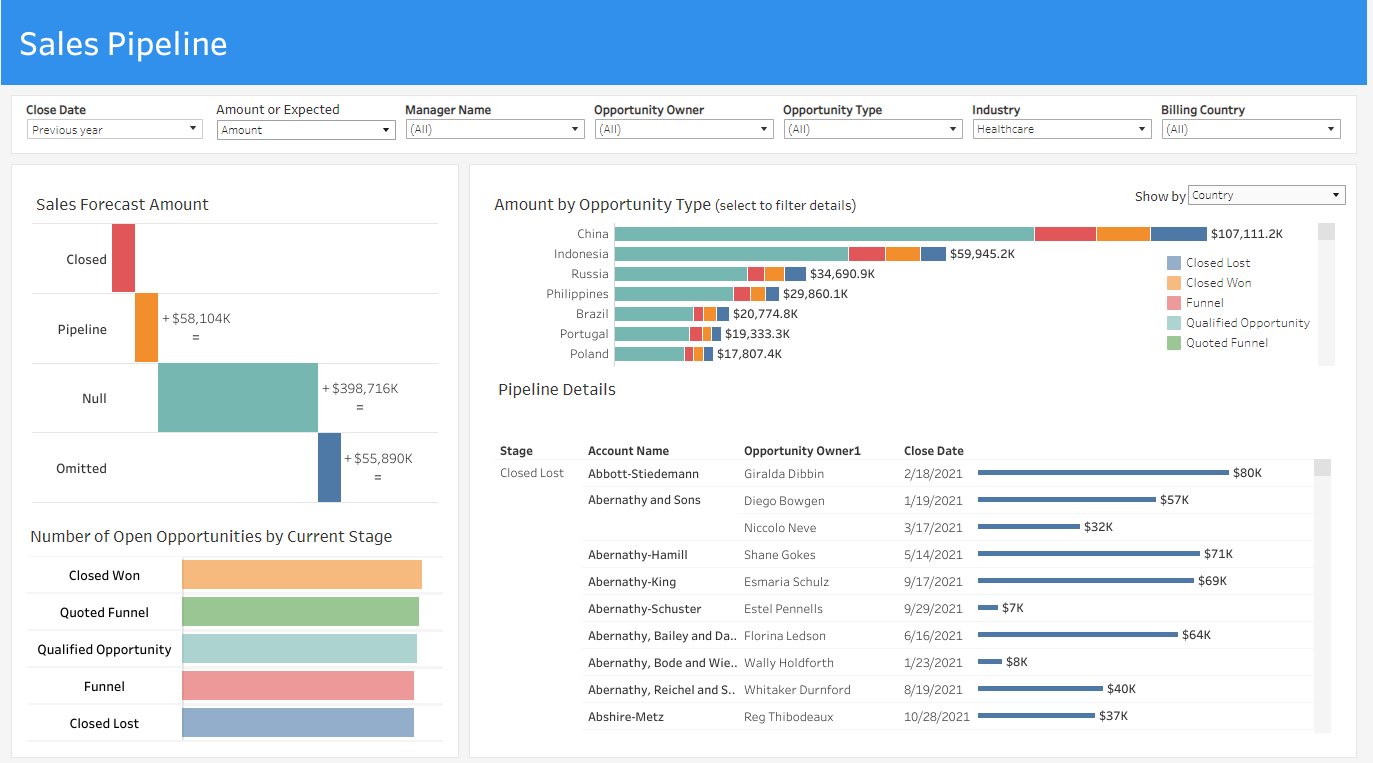 Sales Pipeline
Close Date
Previous year
Amount or Expected
Amount
Manager Name
(All)
Opportunity Owner
(All)
Opportunity Type
(All)
Industry
Healthcare
Billing Country
(All)
Sales Forecast Amount
Closed
Pipeline
+ $58,104K
=
Null
+ $398,716K
=
Omitted
+ $55,890K
=
Number of Open Opportunities by Current Stage
Closed Won
Quoted Funnel
Qualified Opportunity
Funnel
Closed Lost
Show by Country
Amount by Opportunity Type (select to filter details)
China $107,111.2K
Indonesia $59,945.2K
Russia $34,690.9K
Philippines $29,860.1K
Brazil $20,774.8K
Portugal $19,333.3K
Poland $17,807.4K
Closed Lost
Closed Won
Funnel
Qualified Opportunity
Quoted Funnel
Pipeline Details
Stage Account Name Opportunity Owner1 Close Date
Closed Lost Abbott-Stiedemann Giralda Dibbin 2/18/2021 $80K
Abernathy and Sons Diego Bowgen 1/19/2021 $57K
Niccolo Neve 3/17/2021 $32K
Abernathy-Hamill Shane Gokes 5/14/2021 $71K
Abernathy-King Esmaria Schulz 9/17/2021 $69K
Abernathy-Schuster Estel Pennells 9/29/2021 $7K
Abernathy, Bailey and Da.. Florina Ledson 6/16/2021 $64K
Abernathy, Bode and Wie.. Wally Holdforth 1/23/2021 $8K
Abernathy, Reichel and S.. Whitaker Durnford 8/19/2021 $40K
Abshire-Metz Reg Thibodeaux 10/28/2021 $37K